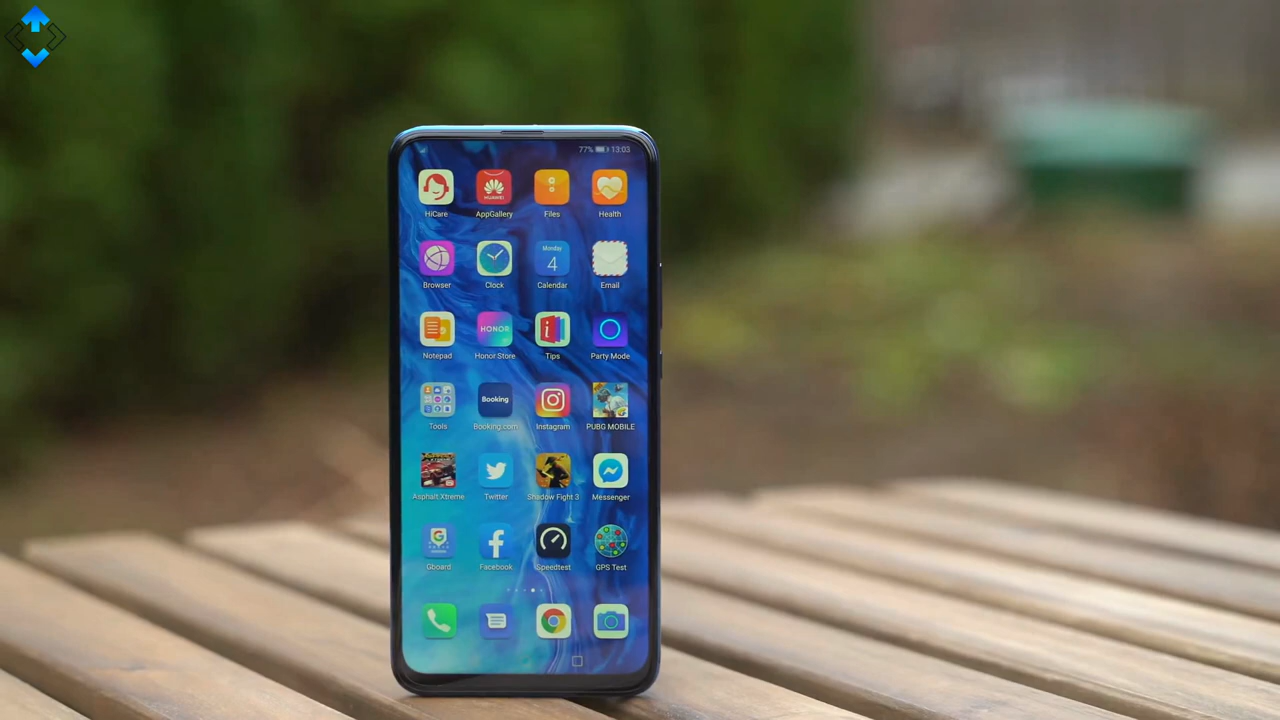 77% 13:03
HUAWEI
HiCare AppGallery Files Health
Monday
4
Browser Clock Calendar Email
HONOR
Notepad Honor Store Tips Party Mode
Booking
Tools Booking.com Instagram PUBG MOBILE
Asphalt Xtreme Twitter Shadow Fight 3 Messenger
Gboard Facebook Speedtest GPS Test